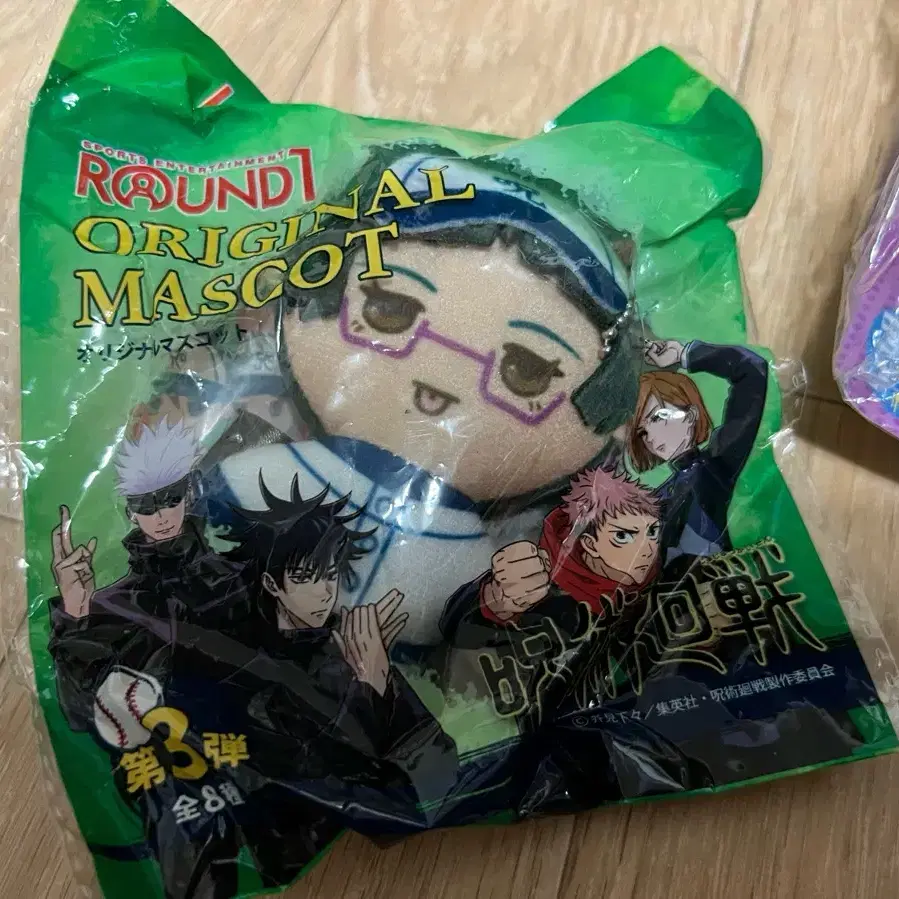 SPORTS ENTERTAINMENT
ROUND1
ORIGINAL
MASCOT
オリジナルマスコット
呪術廻戦
©芥見下々／集英社・呪術廻戦製作委員会
第3弾
全8種